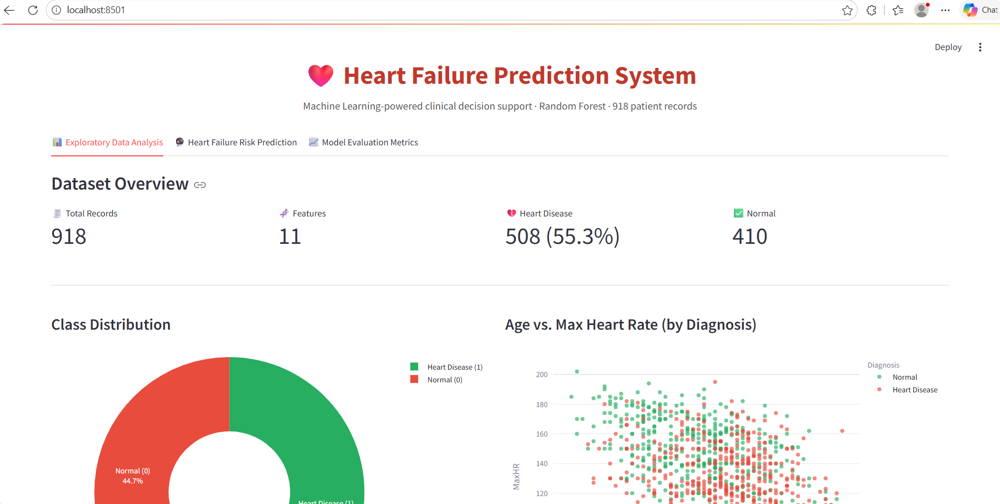 localhost:8501
Chat
Deploy
Heart Failure Prediction System
Machine Learning-powered clinical decision support · Random Forest · 918 patient records
Exploratory Data Analysis
Heart Failure Risk Prediction
Model Evaluation Metrics
Dataset Overview
Total Records
918
Features
11
Heart Disease
508 (55.3%)
Normal
410
Class Distribution
Heart Disease (1)
Normal (0)
Normal (0)
44.7%
Heart Disease (1)
Age vs. Max Heart Rate (by Diagnosis)
Diagnosis
Normal
Heart Disease
200
180
160
140
120
MaxHR